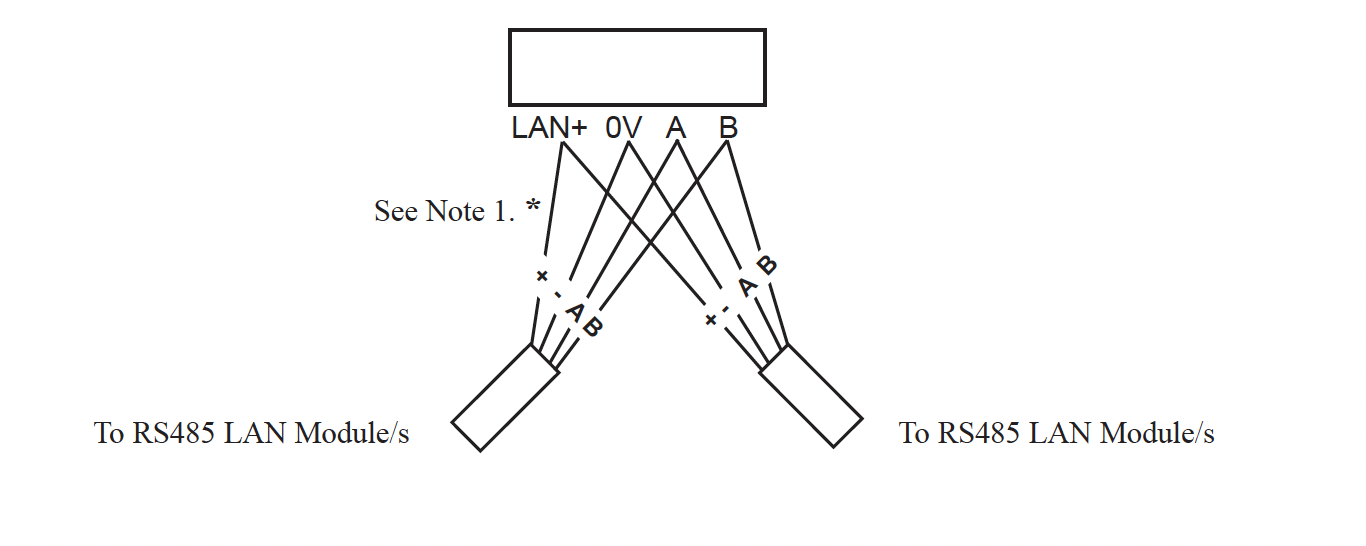 LAN+ 0V A B
See Note 1. *
+ - A B
+ - A B
To RS485 LAN Module/s
To RS485 LAN Module/s